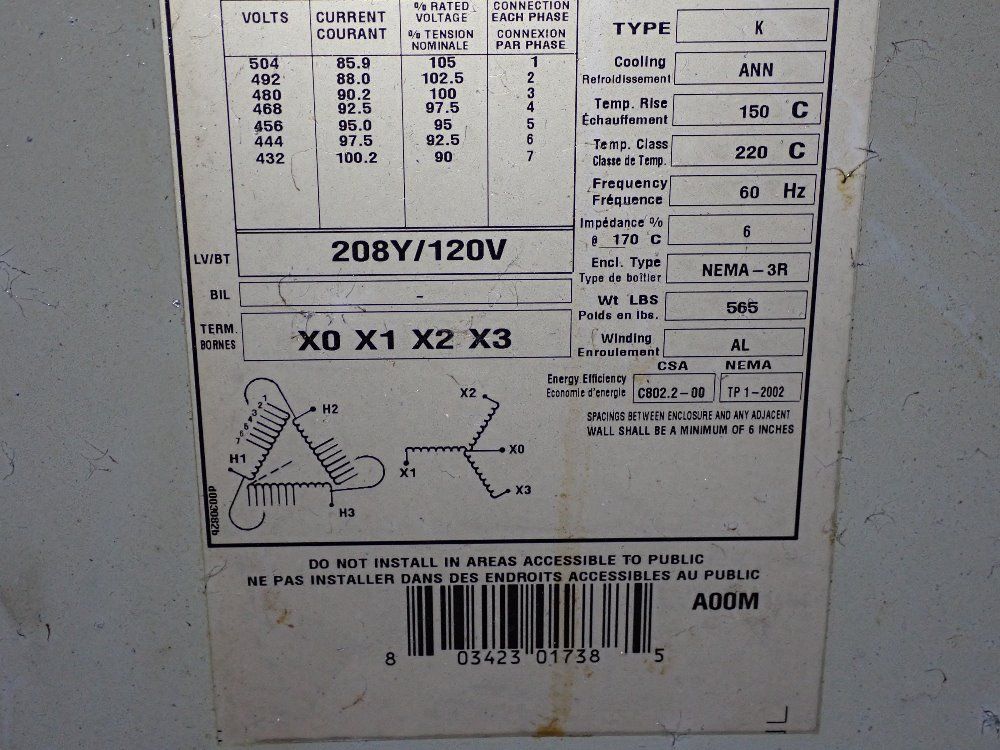 VOLTS CURRENT COURANT % RATED VOLTAGE % TENSION NOMINALE CONNECTION EACH PHASE CONNEXION PAR PHASE
504 85.9 105 1
492 88.0 102.5 2
480 90.2 100 3
468 92.5 97.5 4
456 95.0 95 5
444 97.5 92.5 6
432 100.2 90 7
LV/BT 208Y/120V
BIL -
TERM. BORNES X0 X1 X2 X3
TYPE K
Cooling Refroidissement ANN
Temp. Rise Échauffement 150 C
Temp. Class Classe de Temp. 220 C
Frequency Fréquence 60 Hz
Impédance % @ 170 C 6
Encl. Type Type de boîtier NEMA-3R
Wt LBS Poids en lbs. 565
Winding Enroulement AL
CSA NEMA
Energy Efficiency Economie d'energie C802.2-00 TP 1-2002
SPACINGS BETWEEN ENCLOSURE AND ANY ADJACENT
WALL SHALL BE A MINIMUM OF 6 INCHES
H1 H2 H3
X2 X0 X1 X3
d003082b
DO NOT INSTALL IN AREAS ACCESSIBLE TO PUBLIC
NE PAS INSTALLER DANS DES ENDROITS ACCESSIBLES AU PUBLIC
A00M
8 03423 01738 5